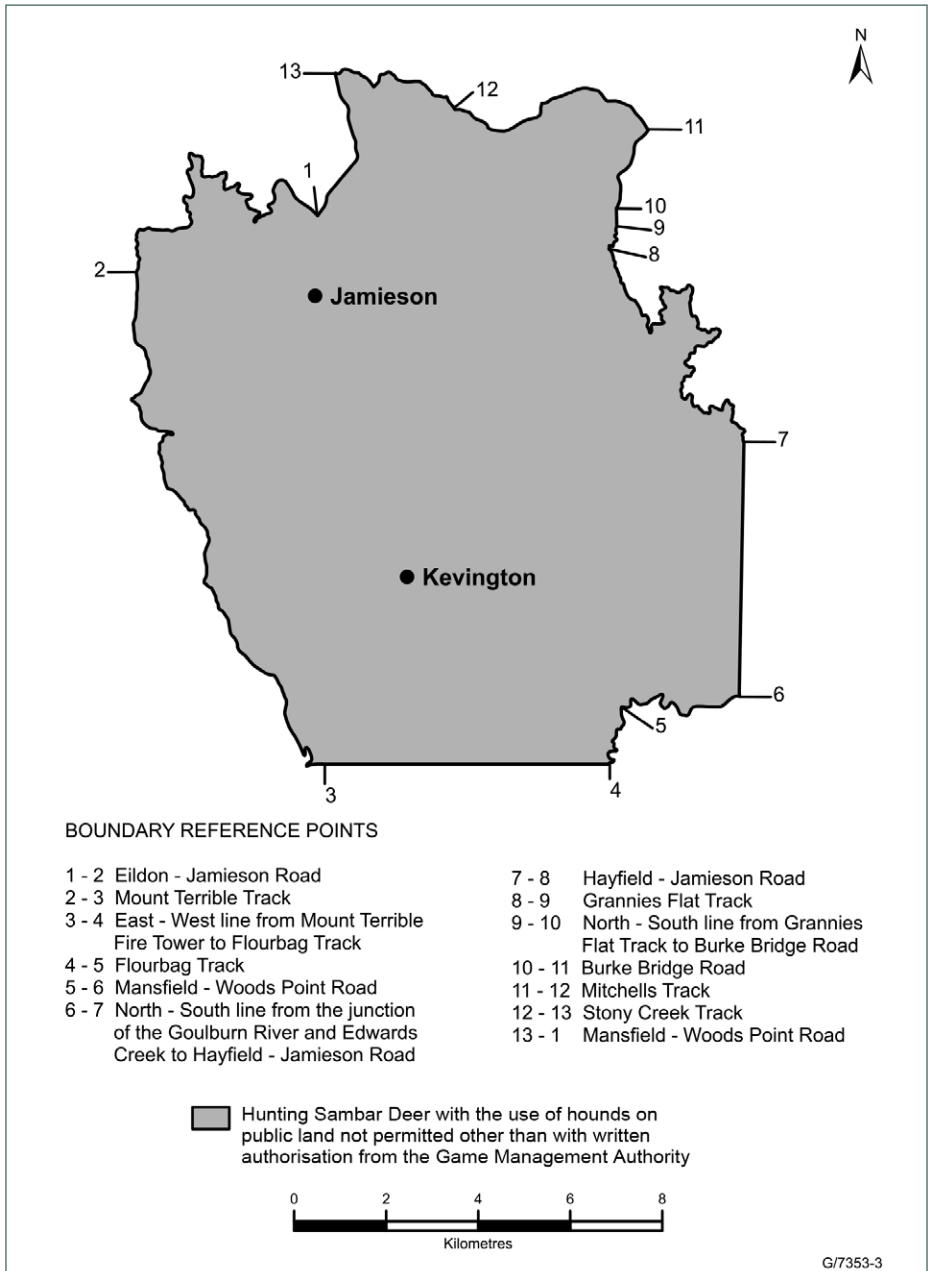 N
13
12
11
1
10
9
8
2
Jamieson
7
Kevington
6
5
3
4
BOUNDARY REFERENCE POINTS
1 - 2 Eildon - Jamieson Road
2 - 3 Mount Terrible Track
3 - 4 East - West line from Mount Terrible
Fire Tower to Flourbag Track
4 - 5 Flourbag Track
5 - 6 Mansfield - Woods Point Road
6 - 7 North - South line from the junction
of the Goulburn River and Edwards
Creek to Hayfield - Jamieson Road
7 - 8 Hayfield - Jamieson Road
8 - 9 Grannies Flat Track
9 - 10 North - South line from Grannies
Flat Track to Burke Bridge Road
10 - 11 Burke Bridge Road
11 - 12 Mitchells Track
12 - 13 Stony Creek Track
13 - 1 Mansfield - Woods Point Road
Hunting Sambar Deer with the use of hounds on
public land not permitted other than with written
authorisation from the Game Management Authority
0 2 4 6 8
Kilometres
G/7353-3